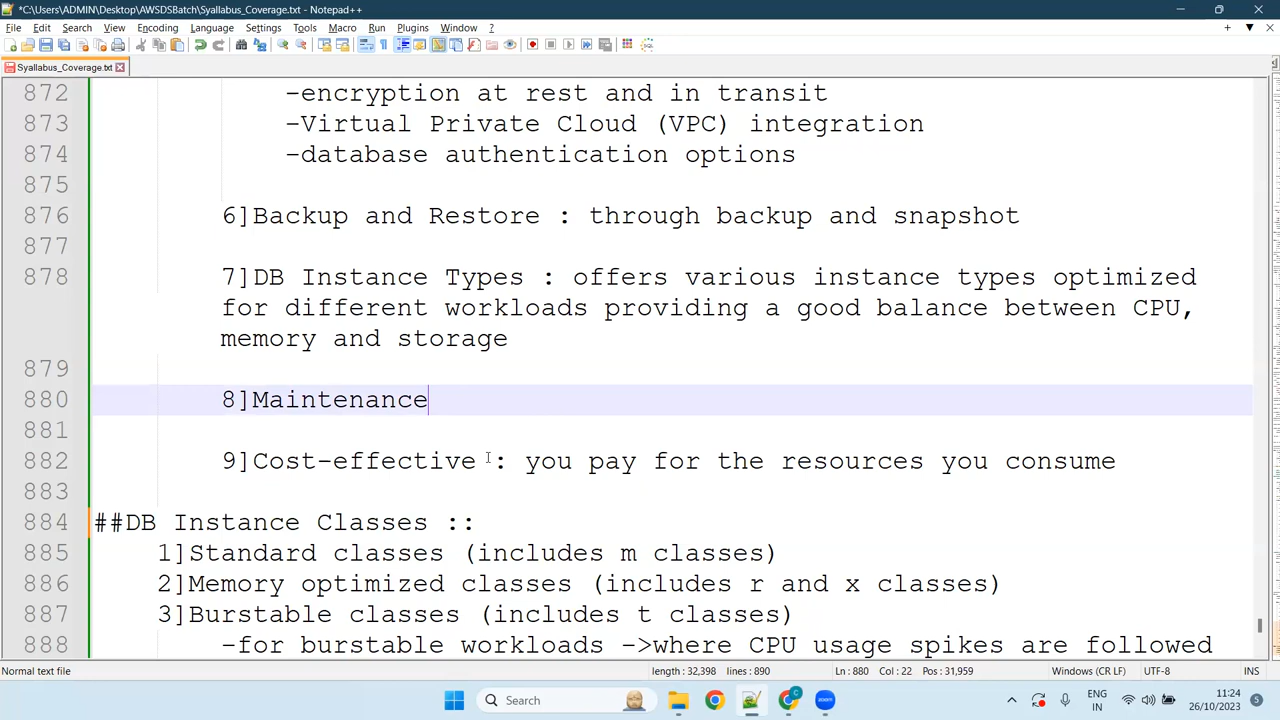 *C:\Users\ADMIN\Desktop\AWSDSBatch\Syallabus_Coverage.txt - Notepad++
File Edit Search View Encoding Language Settings Tools Macro Run Plugins Window ?
Syallabus_Coverage.txt
872 -encryption at rest and in transit
873 -Virtual Private Cloud (VPC) integration
874 -database authentication options
875
876 6]Backup and Restore : through backup and snapshot
877
878 7]DB Instance Types : offers various instance types optimized
for different workloads providing a good balance between CPU,
memory and storage
879
880 8]Maintenance
881
882 9]Cost-effective : you pay for the resources you consume
883
884 ##DB Instance Classes ::
885 1]Standard classes (includes m classes)
886 2]Memory optimized classes (includes r and x classes)
887 3]Burstable classes (includes t classes)
888 -for burstable workloads ->where CPU usage spikes are followed
Normal text file length : 32,398 lines : 890 Ln : 880 Col : 22 Pos : 31,959 Windows (CR LF) UTF-8 INS
Search
ENG
IN
11:24
26/10/2023
5